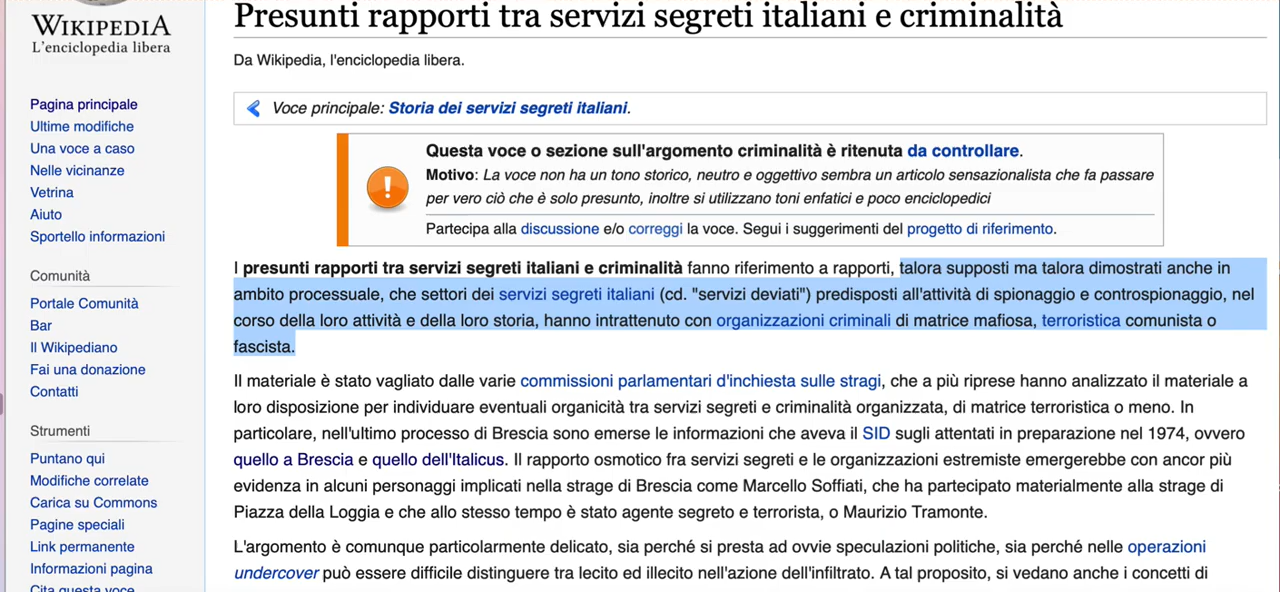 Presunti rapporti tra servizi segreti italiani e criminalità
WIKIPEDIA
L'enciclopedia libera
Da Wikipedia, l'enciclopedia libera.
Pagina principale
Ultime modifiche
Una voce a caso
Nelle vicinanze
Vetrina
Aiuto
Sportello informazioni
Comunità
Portale Comunità
Bar
Il Wikipediano
Fai una donazione
Contatti
Strumenti
Puntano qui
Modifiche correlate
Carica su Commons
Pagine speciali
Link permanente
Informazioni pagina
Cita questa voce
Voce principale: Storia dei servizi segreti italiani.
Questa voce o sezione sull'argomento criminalità è ritenuta da controllare.
Motivo: La voce non ha un tono storico, neutro e oggettivo sembra un articolo sensazionalista che fa passare
per vero ciò che è solo presunto, inoltre si utilizzano toni enfatici e poco enciclopedici
Partecipa alla discussione e/o correggi la voce. Segui i suggerimenti del progetto di riferimento.
I presunti rapporti tra servizi segreti italiani e criminalità fanno riferimento a rapporti, talora supposti ma talora dimostrati anche in
ambito processuale, che settori dei servizi segreti italiani (cd. "servizi deviati") predisposti all'attività di spionaggio e controspionaggio, nel
corso della loro attività e della loro storia, hanno intrattenuto con organizzazioni criminali di matrice mafiosa, terroristica comunista o
fascista.
Il materiale è stato vagliato dalle varie commissioni parlamentari d'inchiesta sulle stragi, che a più riprese hanno analizzato il materiale a
loro disposizione per individuare eventuali organicità tra servizi segreti e criminalità organizzata, di matrice terroristica o meno. In
particolare, nell'ultimo processo di Brescia sono emerse le informazioni che aveva il SID sugli attentati in preparazione nel 1974, ovvero
quello a Brescia e quello dell'Italicus. Il rapporto osmotico fra servizi segreti e le organizzazioni estremiste emergerebbe con ancor più
evidenza in alcuni personaggi implicati nella strage di Brescia come Marcello Soffiati, che ha partecipato materialmente alla strage di
Piazza della Loggia e che allo stesso tempo è stato agente segreto e terrorista, o Maurizio Tramonte.
L'argomento è comunque particolarmente delicato, sia perché si presta ad ovvie speculazioni politiche, sia perché nelle operazioni
undercover può essere difficile distinguere tra lecito ed illecito nell'azione dell'infiltrato. A tal proposito, si vedano anche i concetti di